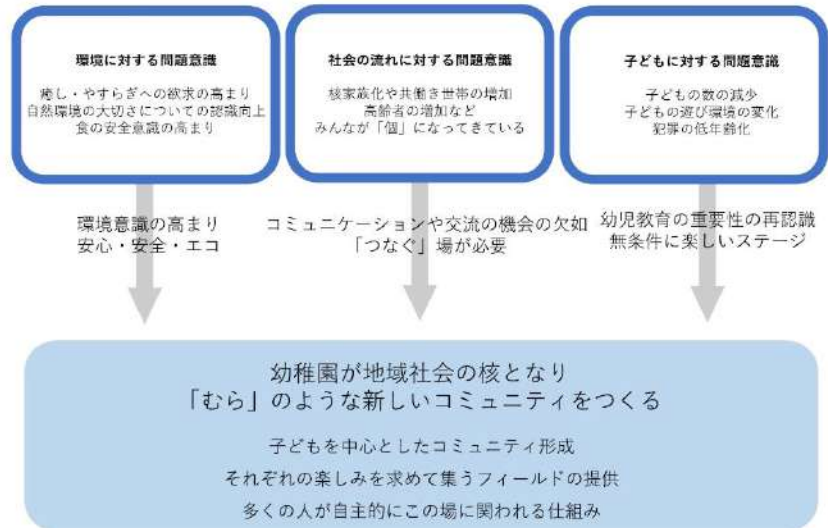 環境に対する問題意識
癒し・やすらぎへの欲求の高まり
自然環境の大切さについての認識向上
食の安全意識の高まり
社会の流れに対する問題意識
核家族化や共働き世帯の増加
高齢者の増加など
みんなが「個」になってきている
子どもに対する問題意識
子どもの数の減少
子どもの遊び環境の変化
犯罪の低年齢化
環境意識の高まり
安心・安全・エコ
コミュニケーションや交流の機会の欠如
「つなぐ」場が必要
幼児教育の重要性の再認識
無条件に楽しいステージ
幼稚園が地域社会の核となり
「むら」のような新しいコミュニティをつくる
子どもを中心としたコミュニティ形成
それぞれの楽しみを求めて集うフィールドの提供
多くの人が自主的にこの場に関われる仕組み